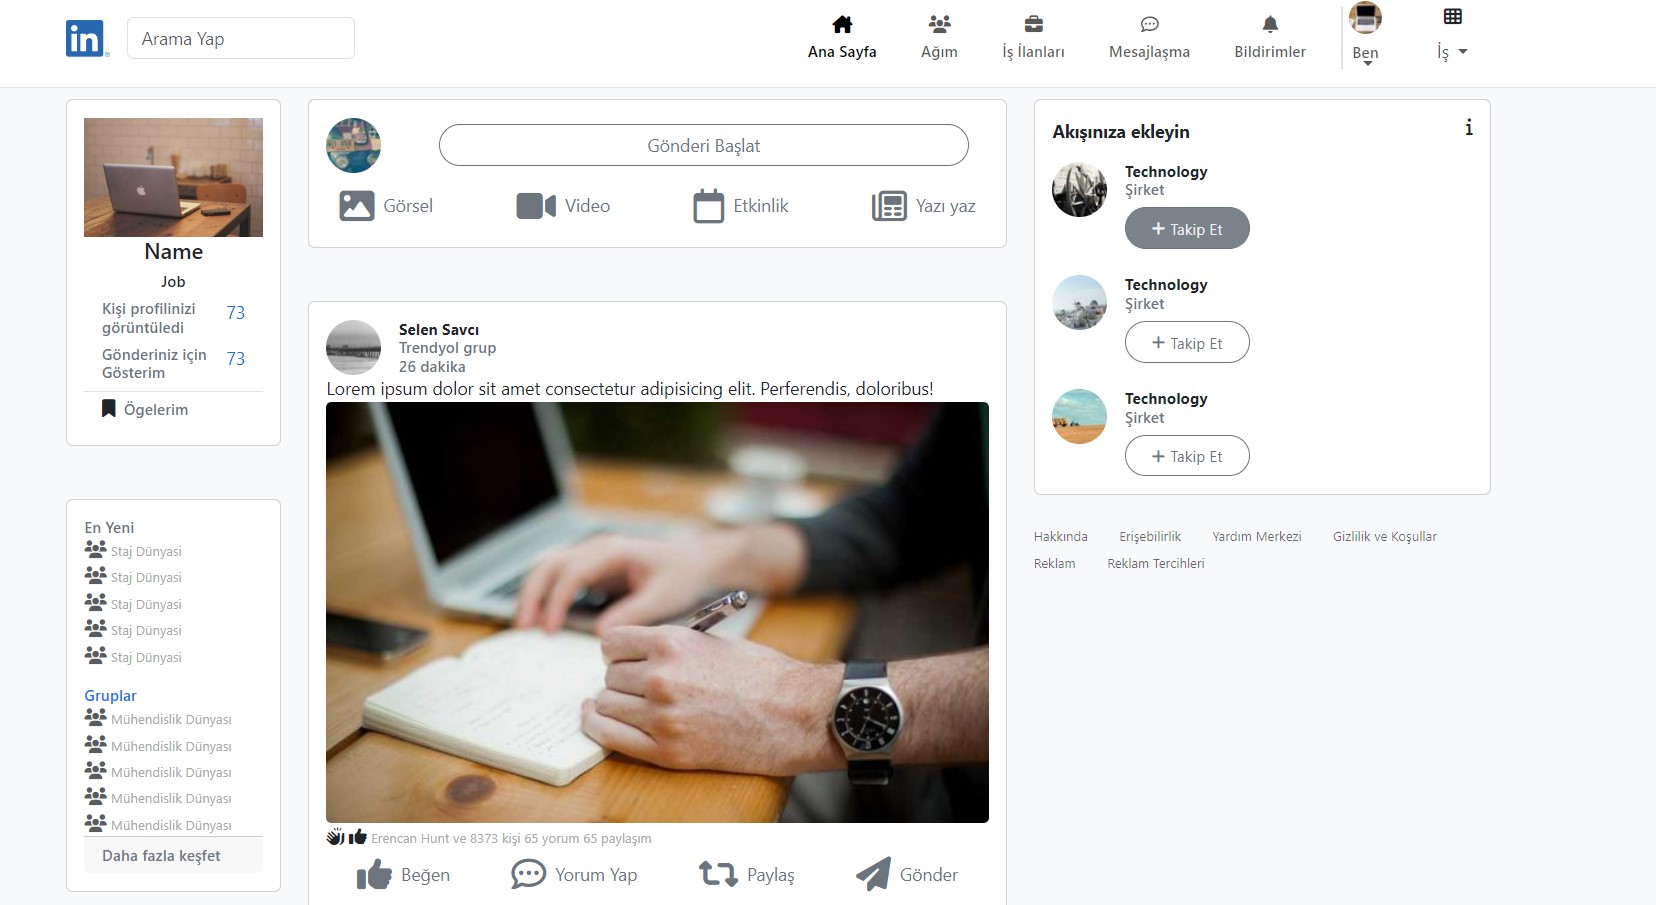 in
Arama Yap
Ana Sayfa
Ağım
İş İlanları
Mesajlaşma
Bildirimler
Ben
İş
Name
Job
Kişi profilinizi
görüntüledi
73
Gönderiniz için
Gösterim
73
Ögelerim
En Yeni
Staj Dünyasi
Staj Dünyasi
Staj Dünyasi
Staj Dünyasi
Staj Dünyasi
Gruplar
Mühendislik Dünyası
Mühendislik Dünyası
Mühendislik Dünyası
Mühendislik Dünyası
Mühendislik Dünyası
Daha fazla keşfet
Gönderi Başlat
Görsel
Video
Etkinlik
Yazı yaz
Selen Savcı
Trendyol grup
26 dakika
Lorem ipsum dolor sit amet consectetur adipisicing elit. Perferendis, doloribus!
Erencan Hunt ve 8373 kişi 65 yorum 65 paylaşım
Beğen
Yorum Yap
Paylaş
Gönder
Akışınıza ekleyin
Technology
Şirket
+ Takip Et
Technology
Şirket
+ Takip Et
Technology
Şirket
+ Takip Et
Hakkında
Erişebilirlik
Yardım Merkezi
Gizlilik ve Koşullar
Reklam
Reklam Tercihleri